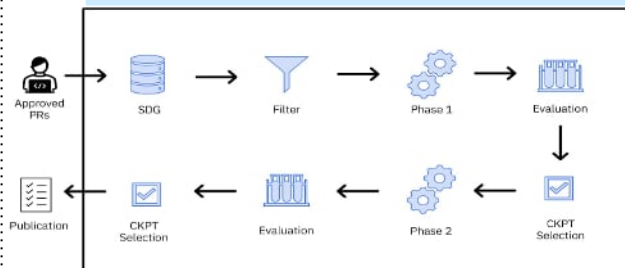 Approved
PRs
SDG
Filter
Phase 1
Evaluation
Publication
CKPT
Selection
Evaluation
Phase 2
CKPT
Selection